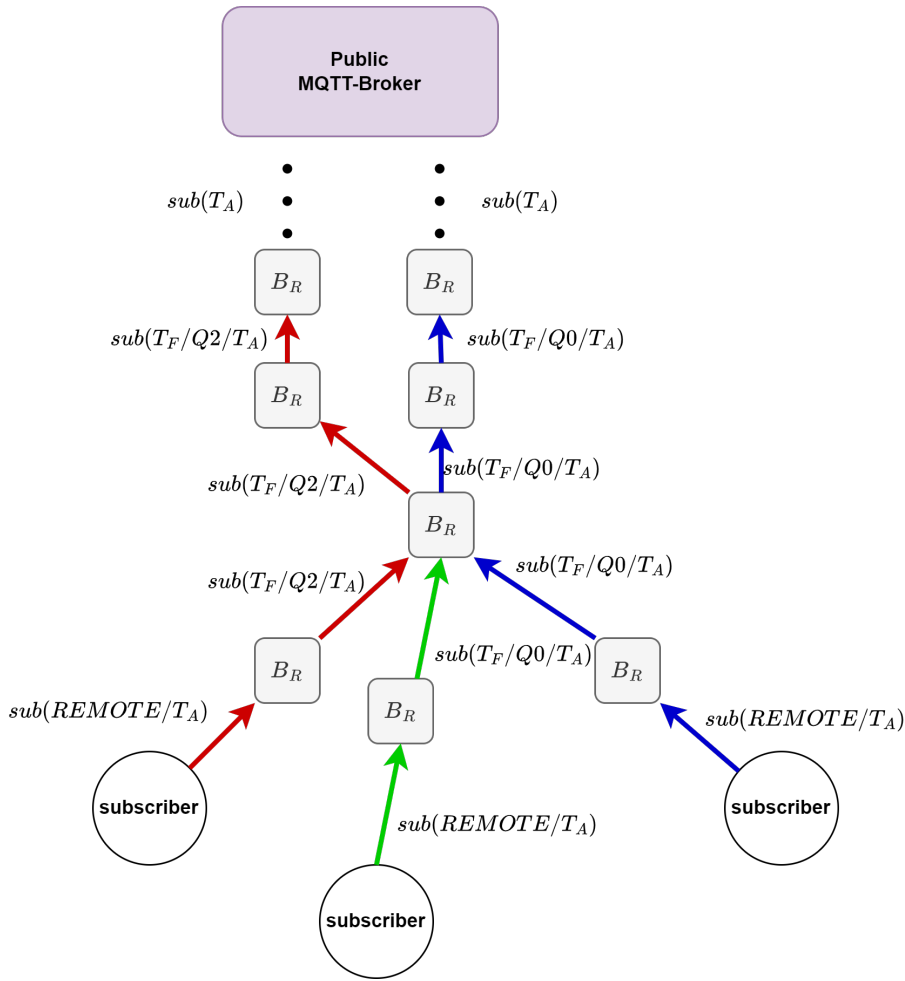 Public
MQTT-Broker
sub(T_A)
sub(T_A)
B_R
B_R
sub(T_F/Q2/T_A)
sub(T_F/Q0/T_A)
B_R
B_R
sub(T_F/Q2/T_A)
sub(T_F/Q0/T_A)
B_R
sub(T_F/Q2/T_A)
sub(T_F/Q0/T_A)
B_R
sub(T_F/Q0/T_A)
B_R
B_R
sub(REMOTE/T_A)
sub(REMOTE/T_A)
subscriber
subscriber
sub(REMOTE/T_A)
subscriber